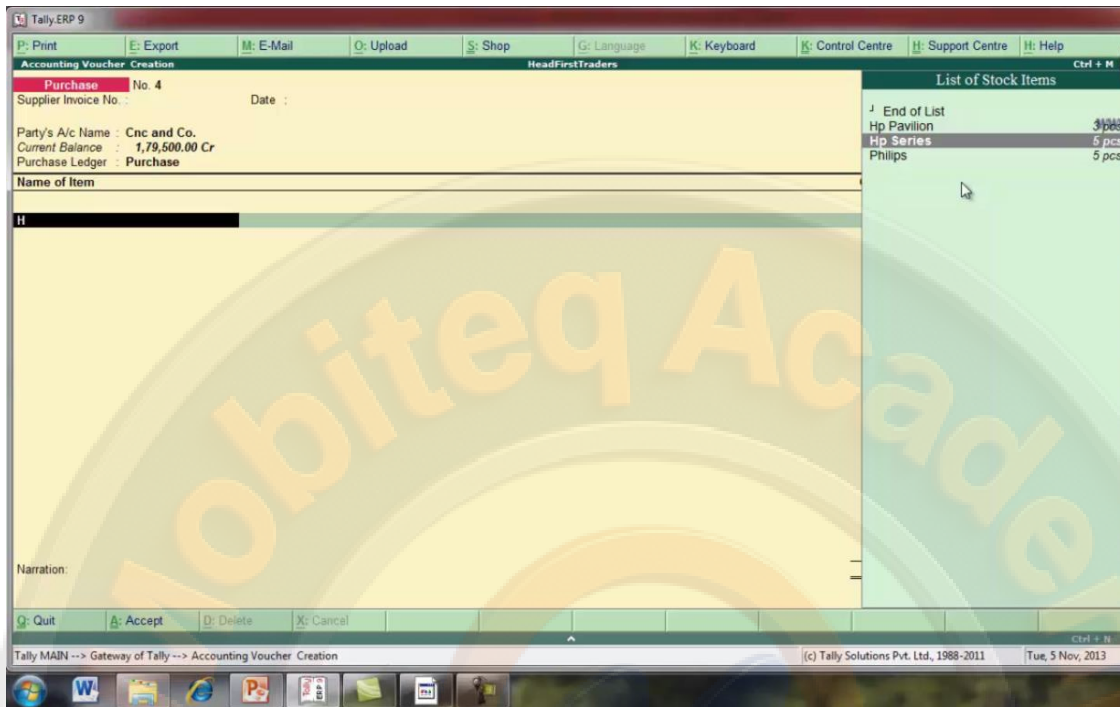 Tally.ERP 9
P: Print E: Export M: E-Mail O: Upload S: Shop G: Language K: Keyboard K: Control Centre H: Support Centre H: Help
Accounting Voucher Creation HeadFirstTraders Ctrl + M
Purchase No. 4
Supplier Invoice No. : Date :
Party's A/c Name : Cnc and Co.
Current Balance : 1,79,500.00 Cr
Purchase Ledger : Purchase
Name of Item
H
List of Stock Items
End of List
Hp Pavilion 3 pcs
Hp Series 5 pcs
Philips 5 pcs
Mobiteq Acade
Narration:
Q: Quit A: Accept D: Delete X: Cancel
Ctrl + N
Tally MAIN --> Gateway of Tally --> Accounting Voucher Creation (c) Tally Solutions Pvt. Ltd., 1988-2011 Tue, 5 Nov, 2013